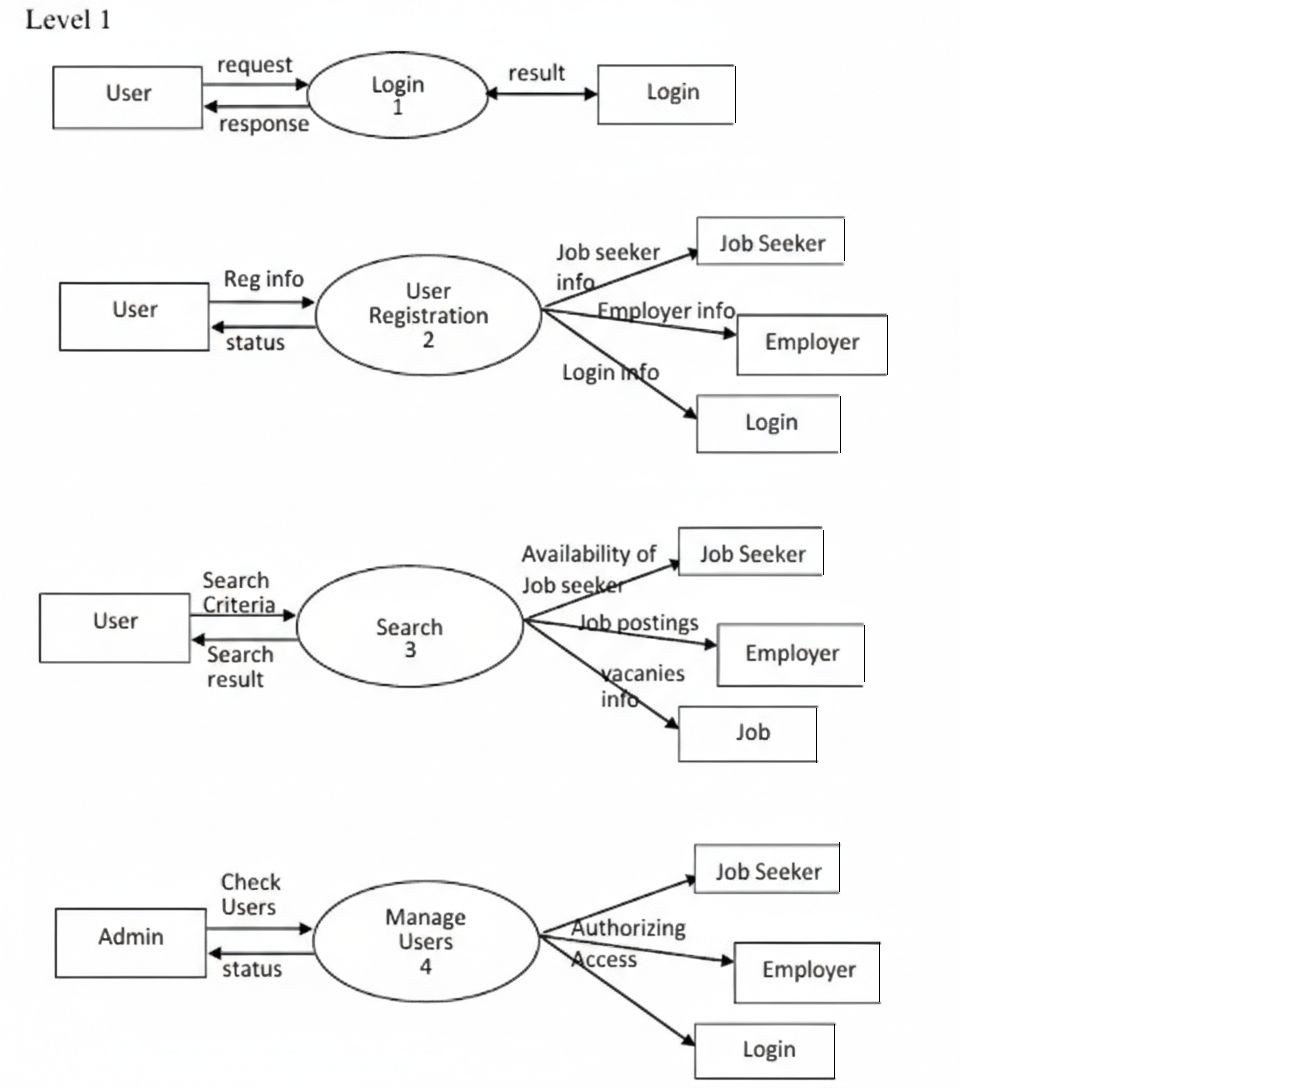 Level 1
request
User
Login
1
result
Login
response
Job seeker
info
Job Seeker
Reg info
User
User
Registration
2
Employer info
Employer
status
Login info
Login
Availability of
Job seeker
Job Seeker
Search
Criteria
User
Search
3
Job postings
Employer
Search
result
vacanies
info
Job
Job Seeker
Check
Users
Admin
Manage
Users
4
Authorizing
Access
Employer
status
Login